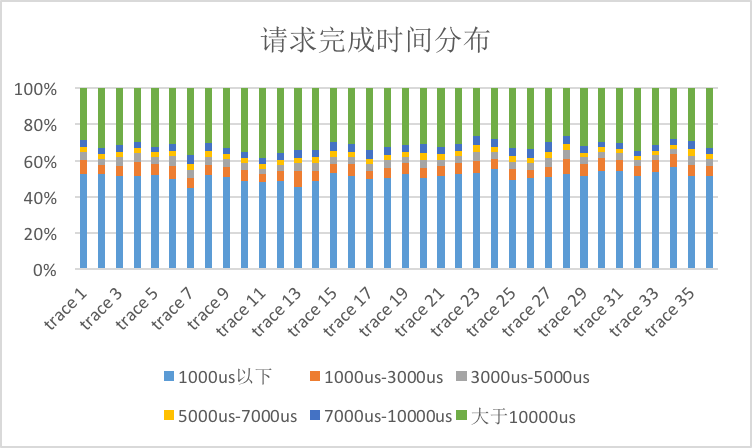 请求完成时间分布
100%
80%
60%
40%
20%
0%
trace 1 trace 3 trace 5 trace 7 trace 9 trace 11 trace 13 trace 15 trace 17 trace 19 trace 21 trace 23 trace 25 trace 27 trace 29 trace 31 trace 33 trace 35
1000us以下 1000us-3000us 3000us-5000us
5000us-7000us 7000us-10000us 大于10000us